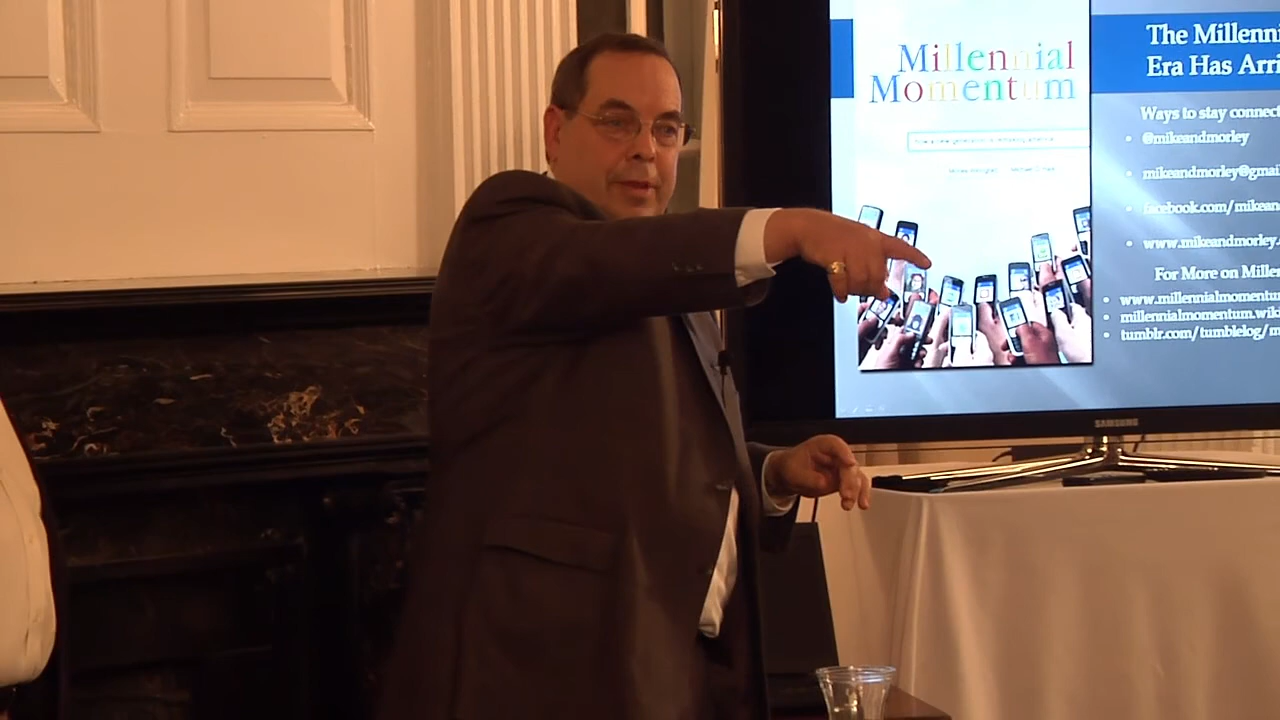 Millennial
Momentum
The Millenni
Era Has Arri
Ways to stay connect
@mikeandmorley
mikeandmorley@gmai
facebook.com/mikean
www.mikeandmorley.
For More on Mille
www.millennialmomentu
millennialmomentum.wiki
tumblr.com/tumblelog/m
SAMSUNG